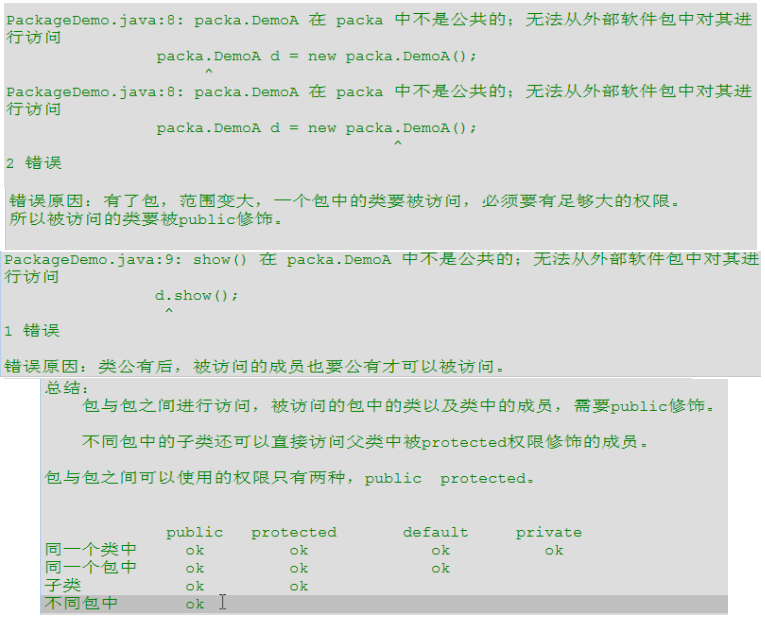 PackageDemo.java:8: packa.DemoA 在 packa 中不是公共的；无法从外部软件包中对其进
行访问
packa.DemoA d = new packa.DemoA();
^
PackageDemo.java:8: packa.DemoA 在 packa 中不是公共的；无法从外部软件包中对其进
行访问
packa.DemoA d = new packa.DemoA();
^
2 错误
错误原因：有了包，范围变大，一个包中的类要被访问，必须要有足够大的权限。
所以被访问的类要被public修饰。
PackageDemo.java:9: show() 在 packa.DemoA 中不是公共的；无法从外部软件包中对其进
行访问
d.show();
^
1 错误
错误原因：类公有后，被访问的成员也要公有才可以被访问。
总结：
包与包之间进行访问，被访问的包中的类以及类中的成员，需要public修饰。
不同包中的子类还可以直接访问父类中被protected权限修饰的成员。
包与包之间可以使用的权限只有两种，public protected。
public protected default private
同一个类中 ok ok ok ok
同一个包中 ok ok ok
子类 ok ok
不同包中 ok